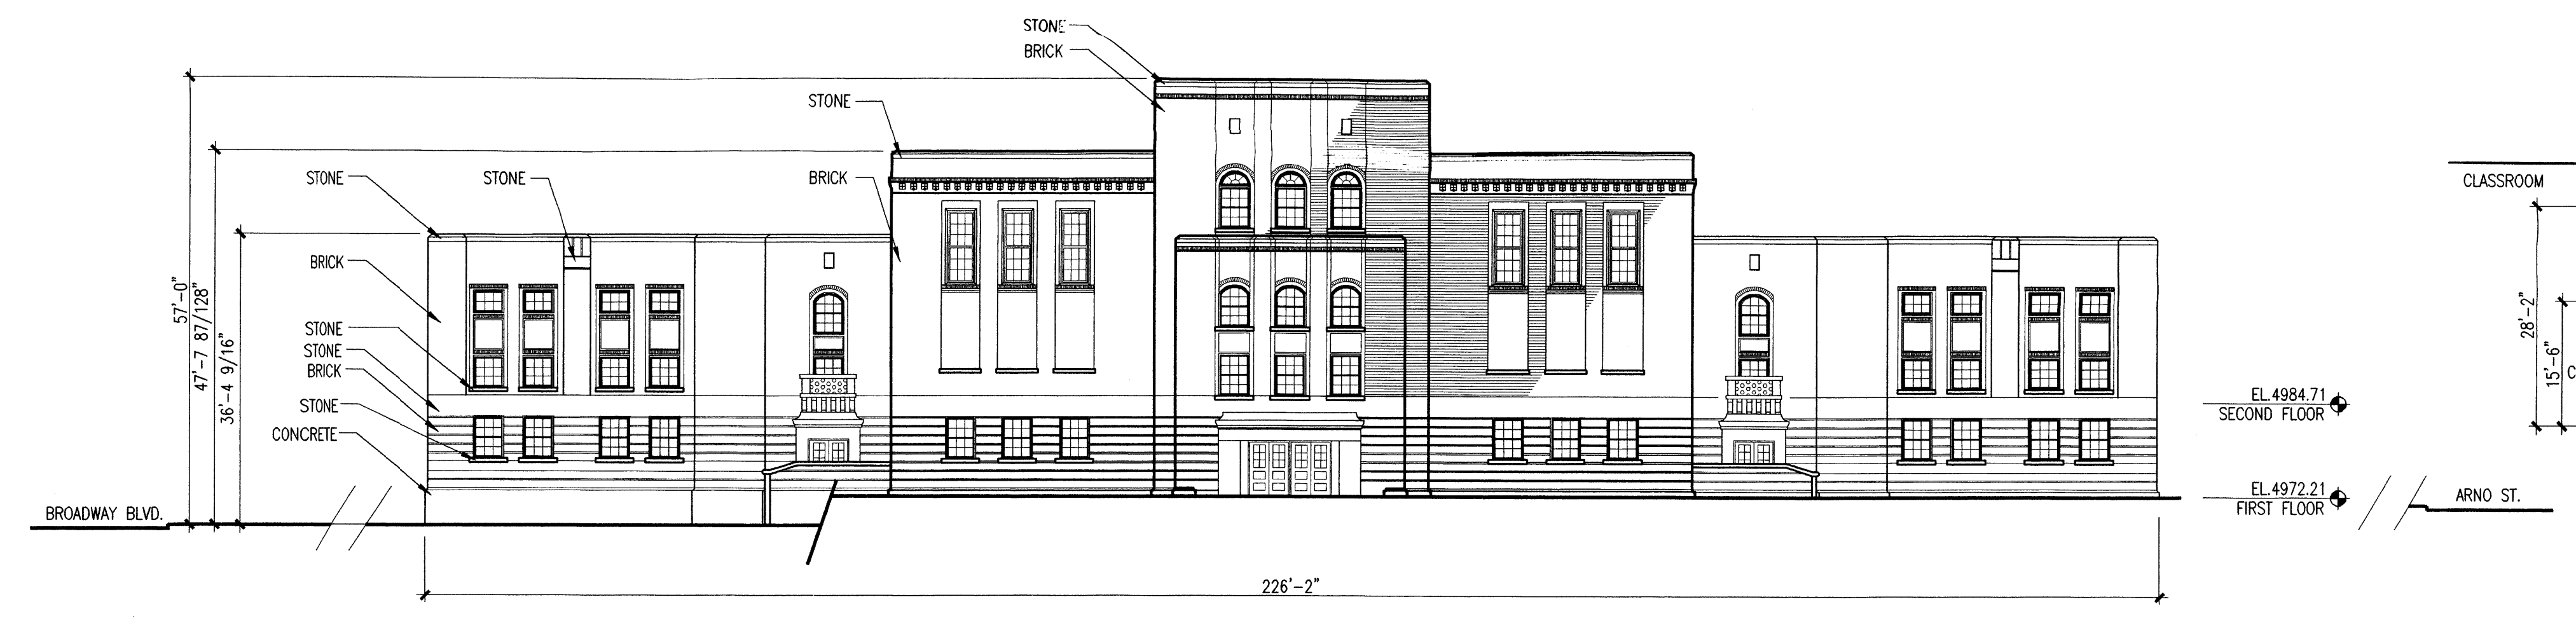 STONE
BRICK
STONE
STONE
STONE
BRICK
BRICK
STONE
STONE
BRICK
STONE
CONCRETE
57'-0"
47'-7 87/128"
36'-4 9/16"
BROADWAY BLVD.
226'-2"
EL.4984.71
SECOND FLOOR
EL.4972.21
FIRST FLOOR
ARNO ST.
CLASSROOM
28'-2"
15'-6"